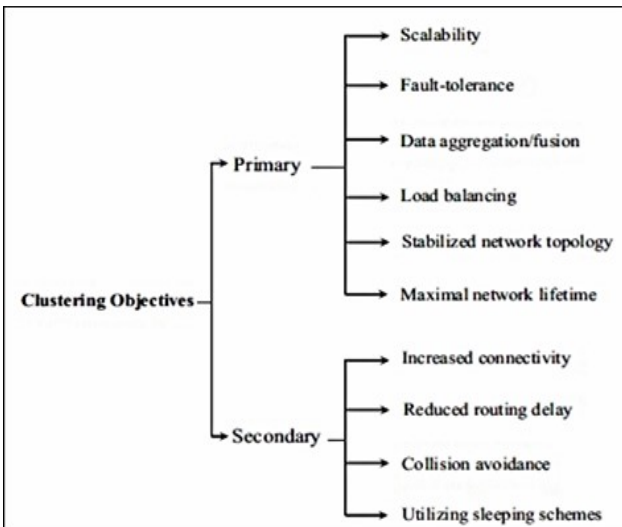 Scalability
Fault-tolerance
Data aggregation/fusion
Primary
Load balancing
Stabilized network topology
Maximal network lifetime
Clustering Objectives
Increased connectivity
Reduced routing delay
Secondary
Collision avoidance
Utilizing sleeping schemes